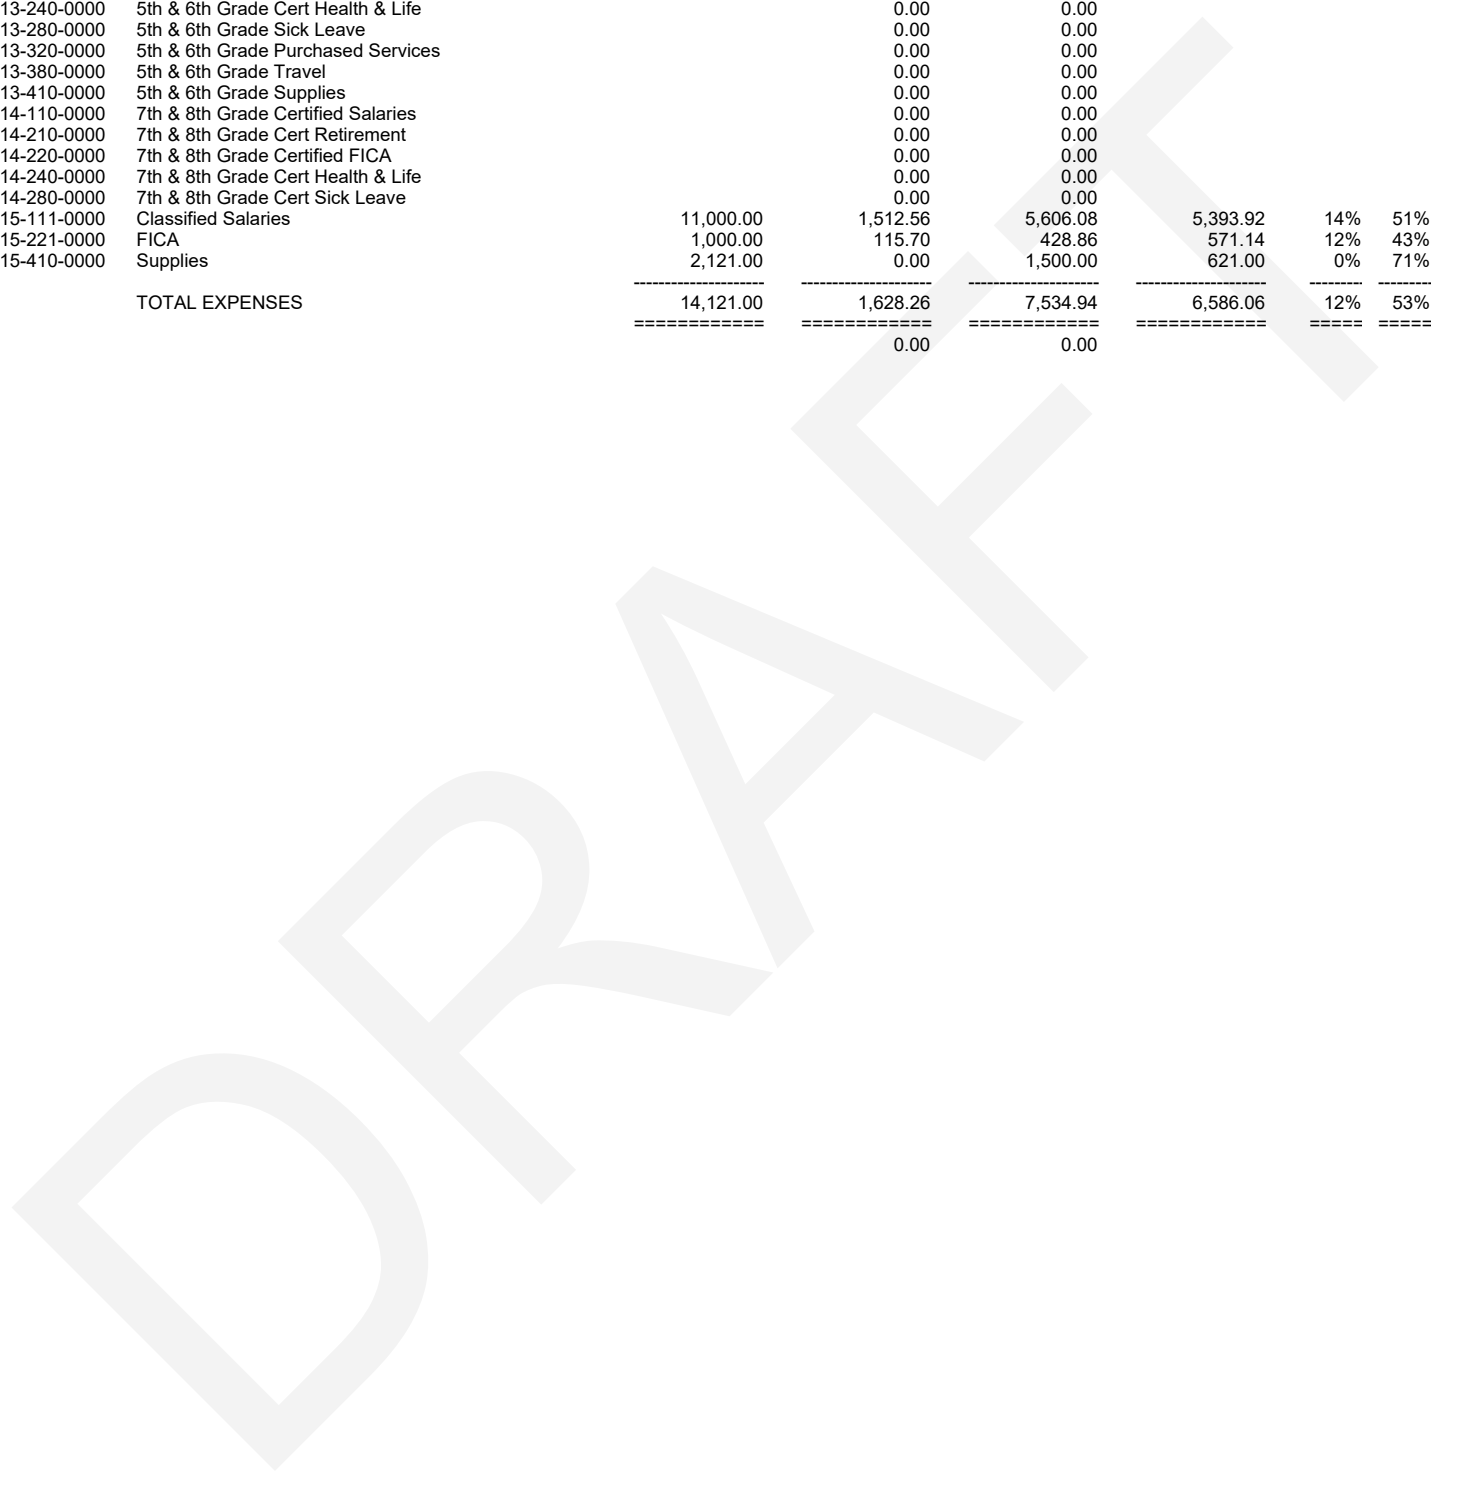 13-240-0000 5th & 6th Grade Cert Health & Life 0.00 0.00
13-280-0000 5th & 6th Grade Sick Leave 0.00 0.00
13-320-0000 5th & 6th Grade Purchased Services 0.00 0.00
13-380-0000 5th & 6th Grade Travel 0.00 0.00
13-410-0000 5th & 6th Grade Supplies 0.00 0.00
14-110-0000 7th & 8th Grade Certified Salaries 0.00 0.00
14-210-0000 7th & 8th Grade Cert Retirement 0.00 0.00
14-220-0000 7th & 8th Grade Certified FICA 0.00 0.00
14-240-0000 7th & 8th Grade Cert Health & Life 0.00 0.00
14-280-0000 7th & 8th Grade Cert Sick Leave 0.00 0.00
15-111-0000 Classified Salaries 11,000.00 1,512.56 5,606.08 5,393.92 14% 51%
15-221-0000 FICA 1,000.00 115.70 428.86 571.14 12% 43%
15-410-0000 Supplies 2,121.00 0.00 1,500.00 621.00 0% 71%
--------------------- --------------------- --------------------- --------------------- -------- --------
TOTAL EXPENSES 14,121.00 1,628.26 7,534.94 6,586.06 12% 53%
============ ============ ============ ============ ===== =====
0.00 0.00
DRAFT